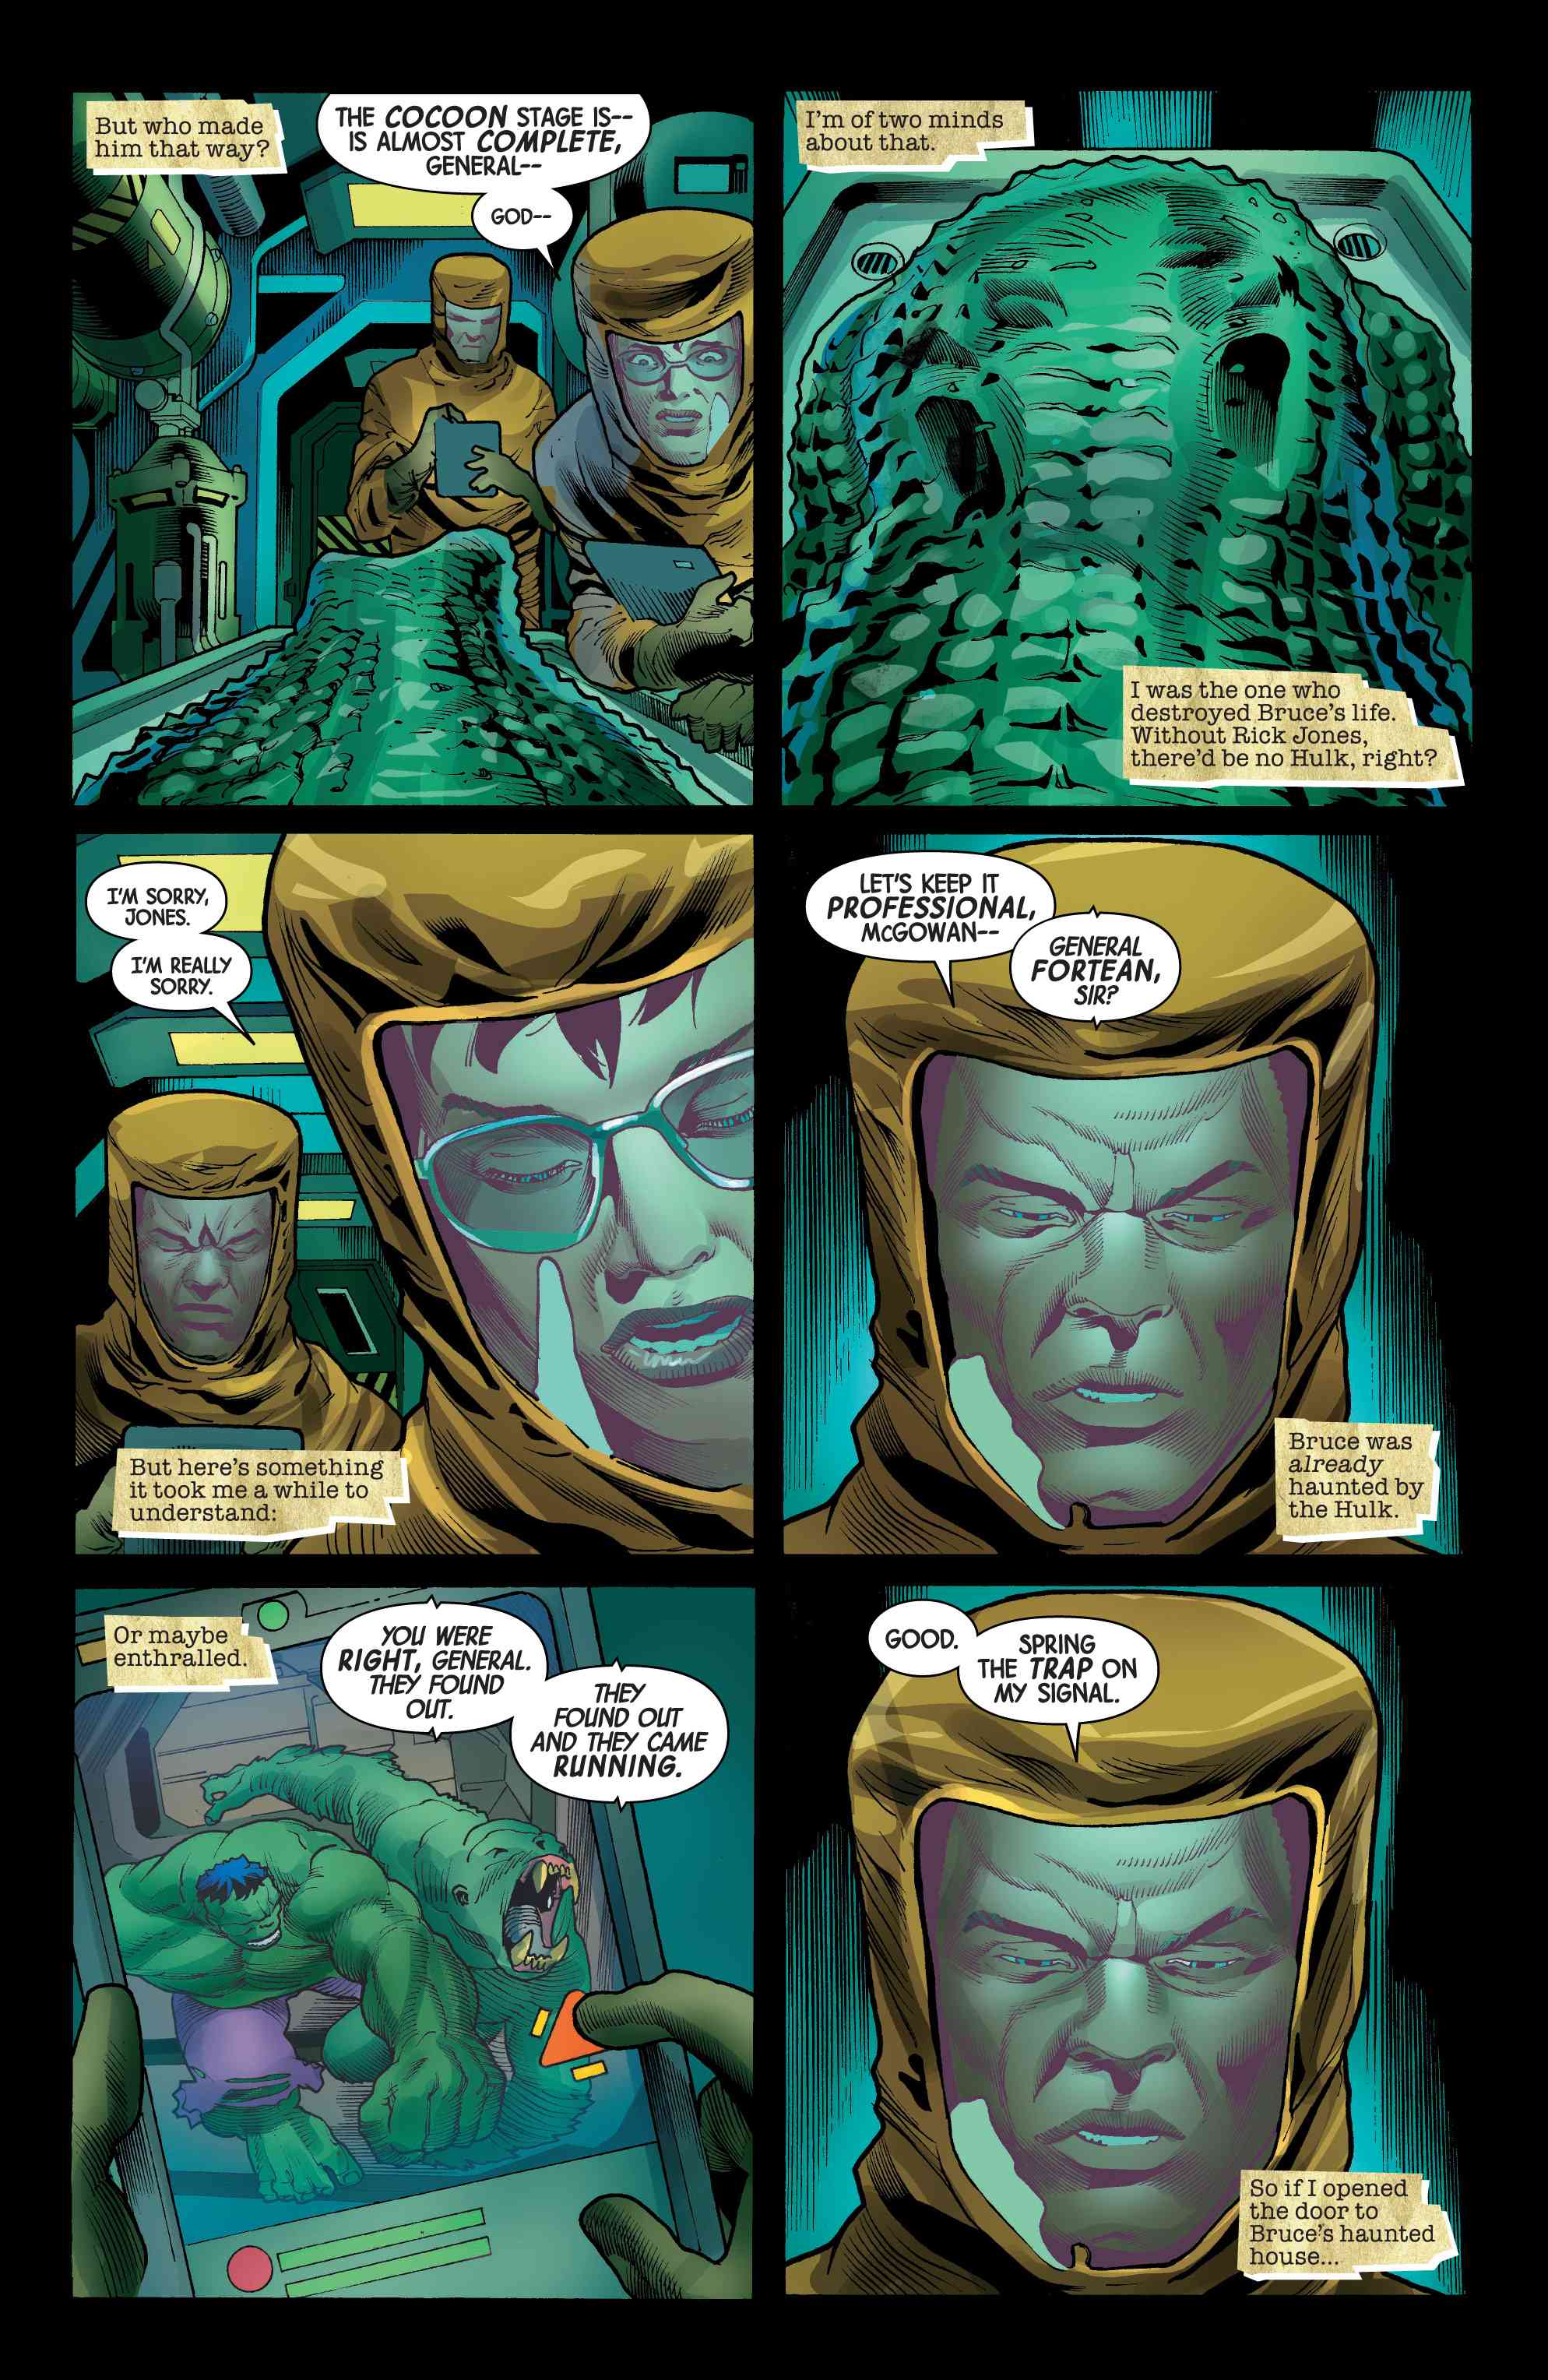 But who made
him that way?
THE COCOON STAGE IS--
IS ALMOST COMPLETE,
GENERAL--
GOD--
I'm of two minds
about that.
I was the one who
destroyed Bruce's life.
Without Rick Jones,
there'd be no Hulk, right?
I'M SORRY,
JONES.
I'M REALLY
SORRY.
But here's something
it took me a while to
understand:
LET'S KEEP IT
PROFESSIONAL,
McGOWAN--
GENERAL
FORTEAN,
SIR?
Bruce was
already
haunted by
the Hulk.
Or maybe
enthralled.
YOU WERE
RIGHT, GENERAL.
THEY FOUND
OUT.
THEY
FOUND OUT
AND THEY CAME
RUNNING.
GOOD.
SPRING
THE TRAP ON
MY SIGNAL.
So if I opened
the door to
Bruce's haunted
house...